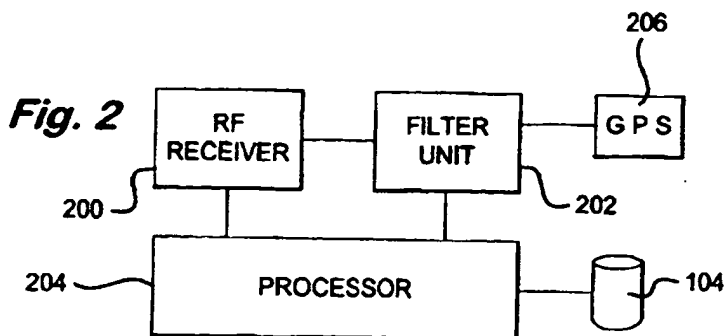 206
Fig. 2
RF
RECEIVER
FILTER
UNIT
G P S
200
202
204
PROCESSOR
104